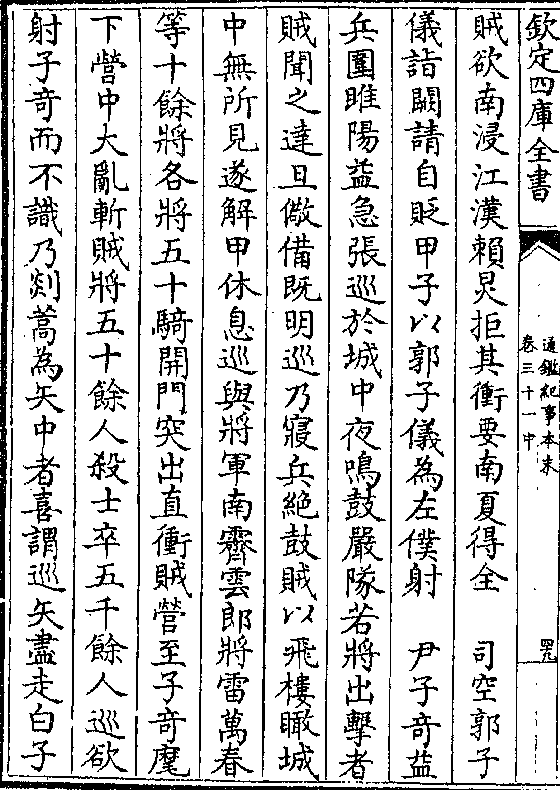 欽定四庫全書
通鑑紀事本末
卷三十一中
罕九
賊欲南浸江漢賴炅拒其衝要南夏得全　司空郭子
儀詣闕請自貶甲子以郭子儀為左僕射　尹子竒益
兵圍睢陽益急張巡於城中夜鳴鼓嚴隊若將出擊者
賊聞之達旦儆備既明巡乃寢兵絶鼓賊以飛樓瞰城
中無所見遂解甲休息巡與將軍南霽雲郎將雷萬春
等十餘將各將五十騎開門突出直衝賊營至子竒麾
下營中大亂斬賊將五十餘人殺士卒五千餘人巡欲
射子竒而不識乃剡蒿為矢中者喜謂巡矢盡走白子